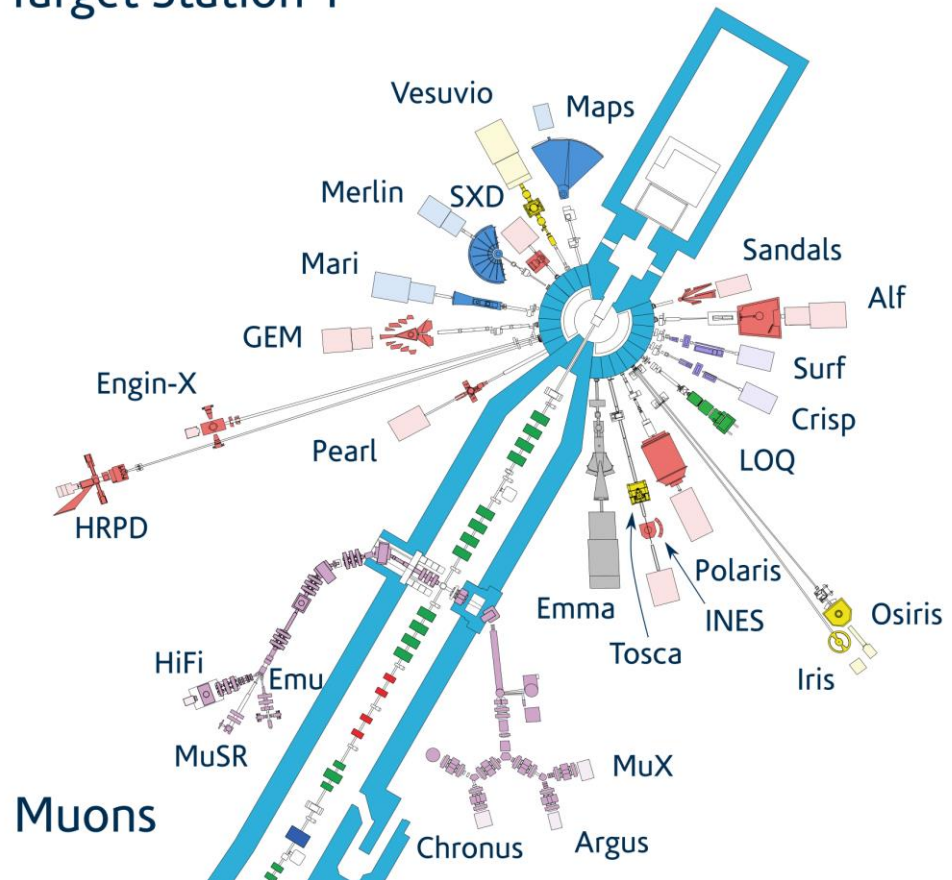 Target Station 1
Vesuvio
Maps
Merlin
SXD
Mari
Sandals
Alf
GEM
Engin-X
Surf
Crisp
Pearl
LOQ
HRPD
Polaris
Emma
INES
Osiris
Tosca
Iris
HiFi
Emu
MuSR
MuX
Muons
Chronus
Argus